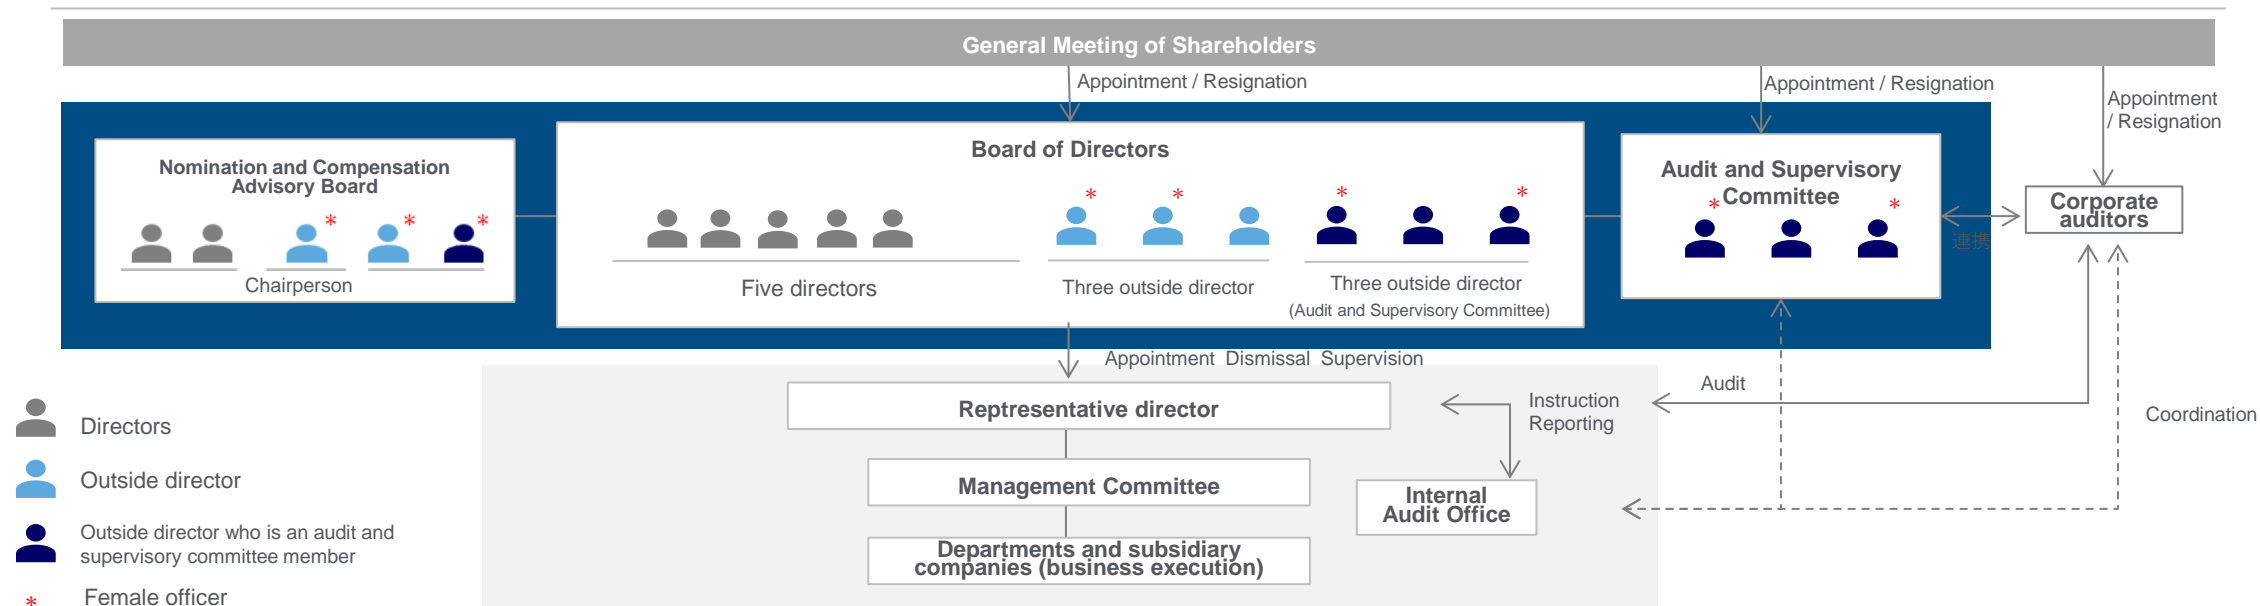 General Meeting of Shareholders
Appointment / Resignation
Appointment / Resignation
Appointment
/ Resignation
Nomination and Compensation
Advisory Board
* * *
Chairperson
Board of Directors
* * * *
Five directors
Three outside director
Three outside director
(Audit and Supervisory Committee)
Audit and Supervisory
Committee
* *
Corporate
auditors
連携
Appointment Dismissal Supervision
Reptresentative director
Instruction
Reporting
Audit
Coordination
Management Committee
Internal
Audit Office
Departments and subsidiary
companies (business execution)
Directors
Outside director
Outside director who is an audit and
supervisory committee member
* Female officer